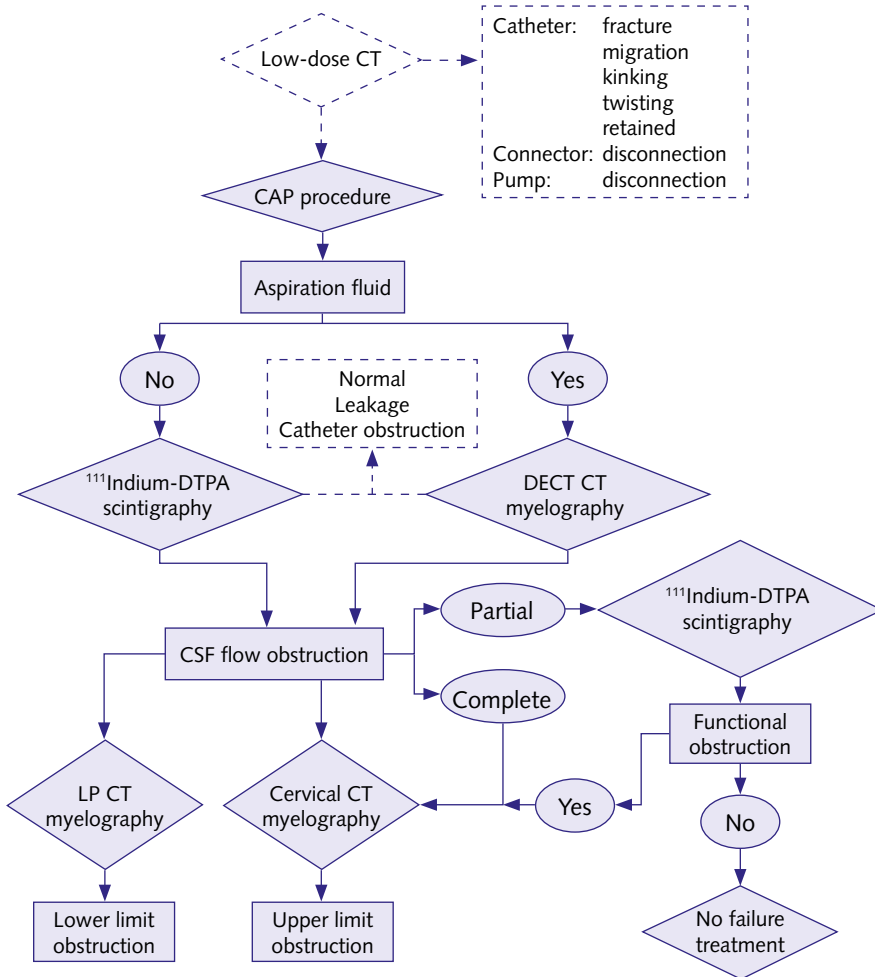 Low-dose CT
Catheter: fracture
migration
kinking
twisting
retained
Connector: disconnection
Pump: disconnection
CAP procedure
Aspiration fluid
No
Normal
Leakage
Catheter obstruction
Yes
¹¹¹Indium-DTPA
scintigraphy
DECT CT
myelography
Partial
¹¹¹Indium-DTPA
scintigraphy
CSF flow obstruction
Complete
Functional
obstruction
LP CT
myelography
Cervical CT
myelography
Yes
No
Lower limit
obstruction
Upper limit
obstruction
No failure
treatment